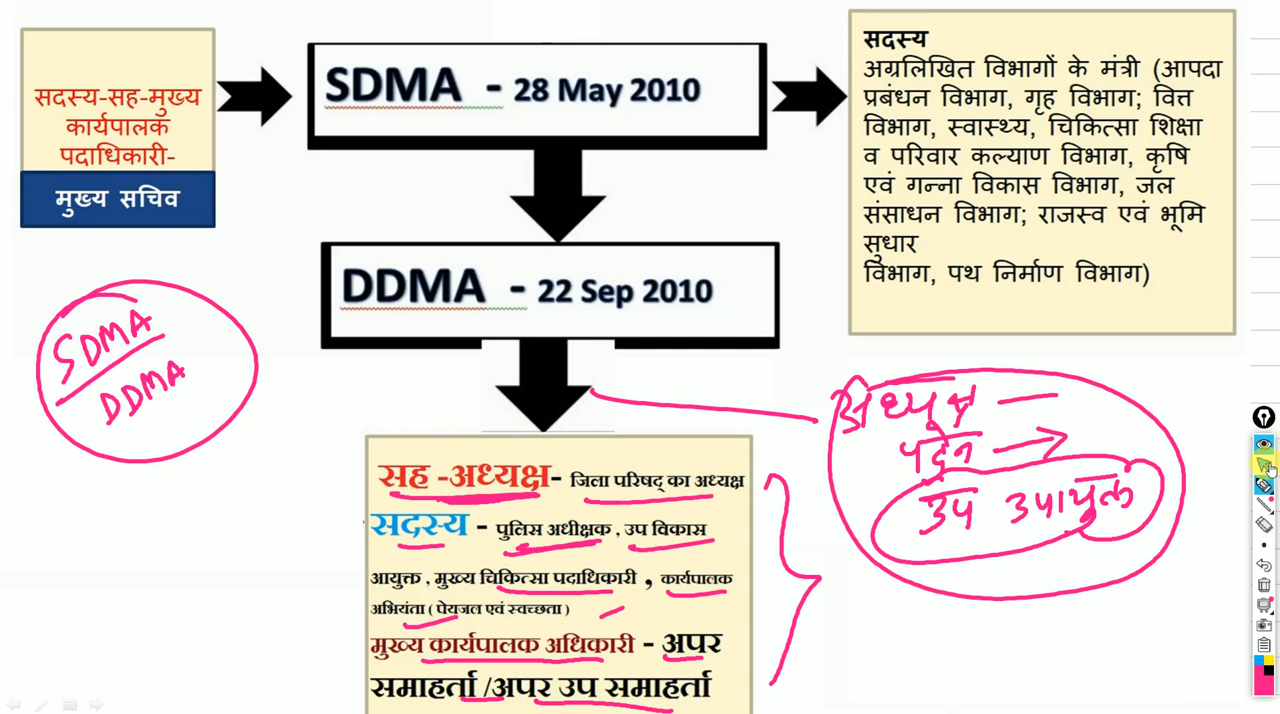 सदस्य-सह-मुख्य
कार्यपालक
पदाधिकारी-
मुख्य सचिव
SDMA - 28 May 2010
सदस्य
अग्रलिखित विभागों के मंत्री (आपदा
प्रबंधन विभाग, गृह विभाग; वित्त
विभाग, स्वास्थ्य, चिकित्सा शिक्षा
व परिवार कल्याण विभाग, कृषि
एवं गन्ना विकास विभाग, जल
संसाधन विभाग; राजस्व एवं भूमि
सुधार
विभाग, पथ निर्माण विभाग)
DDMA - 22 Sep 2010
SDMA
DDMA
अध्यक्ष —
पदेन
उप उपायुक्त
सह -अध्यक्ष- जिला परिषद् का अध्यक्ष
सदस्य - पुलिस अधीक्षक , उप विकास
आयुक्त , मुख्य चिकित्सा पदाधिकारी , कार्यपालक
अभियंता ( पेयजल एवं स्वच्छता )
मुख्य कार्यपालक अधिकारी - अपर
समाहर्ता /अपर उप समाहर्ता